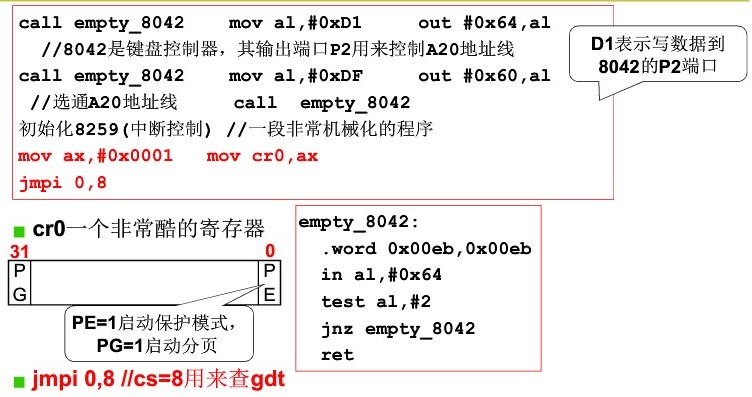 call empty_8042 mov al,#0xD1 out #0x64,al
//8042是键盘控制器，其输出端口P2用来控制A20地址线
call empty_8042 mov al,#0xDF out #0x60,al
//选通A20地址线 call empty_8042
初始化8259(中断控制) //一段非常机械化的程序
mov ax,#0x0001 mov cr0,ax
jmpi 0,8
D1表示写数据到
8042的P2端口
cr0一个非常酷的寄存器
31 0
P P
G E
PE=1启动保护模式，
PG=1启动分页
empty_8042:
.word 0x00eb,0x00eb
in al,#0x64
test al,#2
jnz empty_8042
ret
jmpi 0,8 //cs=8用来查gdt